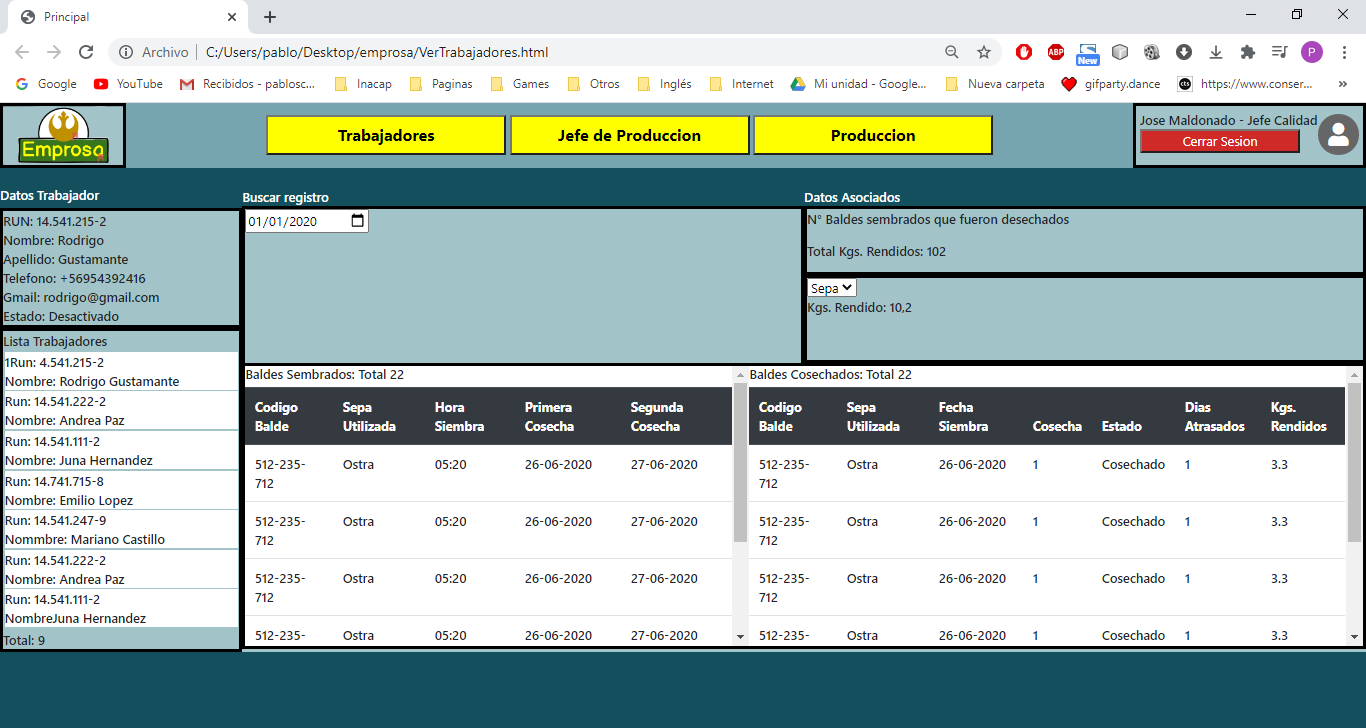 Principal
Archivo C:/Users/pablo/Desktop/emprosa/VerTrabajadores.html
ABP
New
P
Google YouTube Recibidos - pablosc... Inacap Paginas Games Otros Inglés Internet Mi unidad - Google... Nueva carpeta gifparty.dance cts https://www.conser... »
Emprosa
Trabajadores Jefe de Produccion Produccion
Jose Maldonado - Jefe Calidad
Cerrar Sesion
Datos Trabajador
RUN: 14.541.215-2
Nombre: Rodrigo
Apellido: Gustamante
Telefono: +56954392416
Gmail: rodrigo@gmail.com
Estado: Desactivado
Lista Trabajadores
1Run: 4.541.215-2
Nombre: Rodrigo Gustamante
Run: 14.541.222-2
Nombre: Andrea Paz
Run: 14.541.111-2
Nombre: Juna Hernandez
Run: 14.741.715-8
Nombre: Emilio Lopez
Run: 14.541.247-9
Nommbre: Mariano Castillo
Run: 14.541.222-2
Nombre: Andrea Paz
Run: 14.541.111-2
NombreJuna Hernandez
Total: 9
Buscar registro
01/01/2020
Datos Asociados
N° Baldes sembrados que fueron desechados
Total Kgs. Rendidos: 102
Sepa
Kgs. Rendido: 10,2
Baldes Sembrados: Total 22
Codigo Sepa Hora Primera Segunda
Balde Utilizada Siembra Cosecha Cosecha
512-235- Ostra 05:20 26-06-2020 27-06-2020
712
512-235- Ostra 05:20 26-06-2020 27-06-2020
712
512-235- Ostra 05:20 26-06-2020 27-06-2020
712
512-235- Ostra 05:20 26-06-2020 27-06-2020
Baldes Cosechados: Total 22
Codigo Sepa Fecha Dias Kgs.
Balde Utilizada Siembra Cosecha Estado Atrasados Rendidos
512-235- Ostra 26-06-2020 1 Cosechado 1 3.3
712
512-235- Ostra 26-06-2020 1 Cosechado 1 3.3
712
512-235- Ostra 26-06-2020 1 Cosechado 1 3.3
712
512-235- Ostra 26-06-2020 1 Cosechado 1 3.3